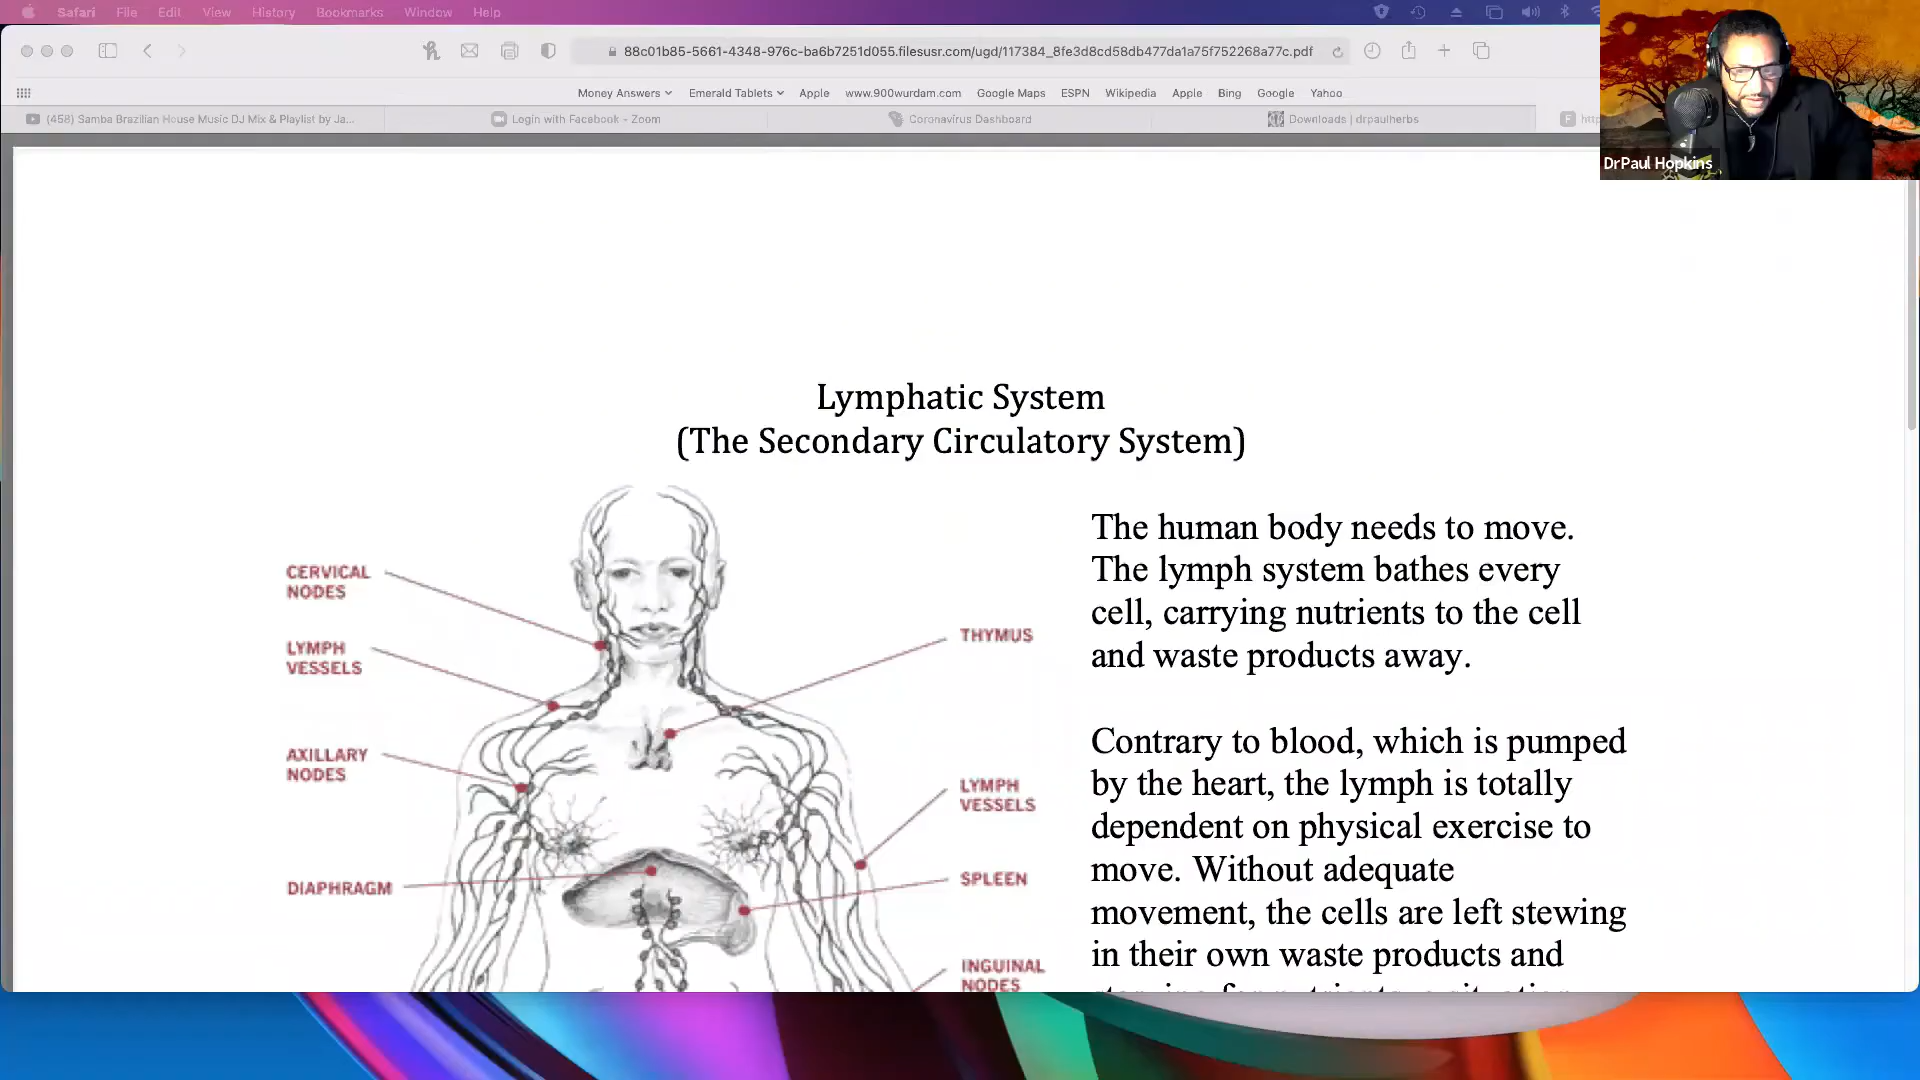 Safari File Edit View History Bookmarks Window Help
88c01b85-5661-4348-976c-ba6b7251d055.filesusr.com/ugd/117384_8fe3d8cd58db477da1a75f752268a77c.pdf
Money Answers Emerald Tablets Apple www.900wurdam.com Google Maps ESPN Wikipedia Apple Bing Google Yahoo
(458) Samba Brazilian House Music DJ Mix & Playlist by Ja... Login with Facebook - Zoom Coronavirus Dashboard Downloads | drpaulherbs
DrPaul Hopkins
Lymphatic System
(The Secondary Circulatory System)
CERVICAL
NODES
LYMPH
VESSELS
AXILLARY
NODES
DIAPHRAGM
THYMUS
LYMPH
VESSELS
SPLEEN
INGUINAL
NODES
The human body needs to move.
The lymph system bathes every
cell, carrying nutrients to the cell
and waste products away.
Contrary to blood, which is pumped
by the heart, the lymph is totally
dependent on physical exercise to
move. Without adequate
movement, the cells are left stewing
in their own waste products and